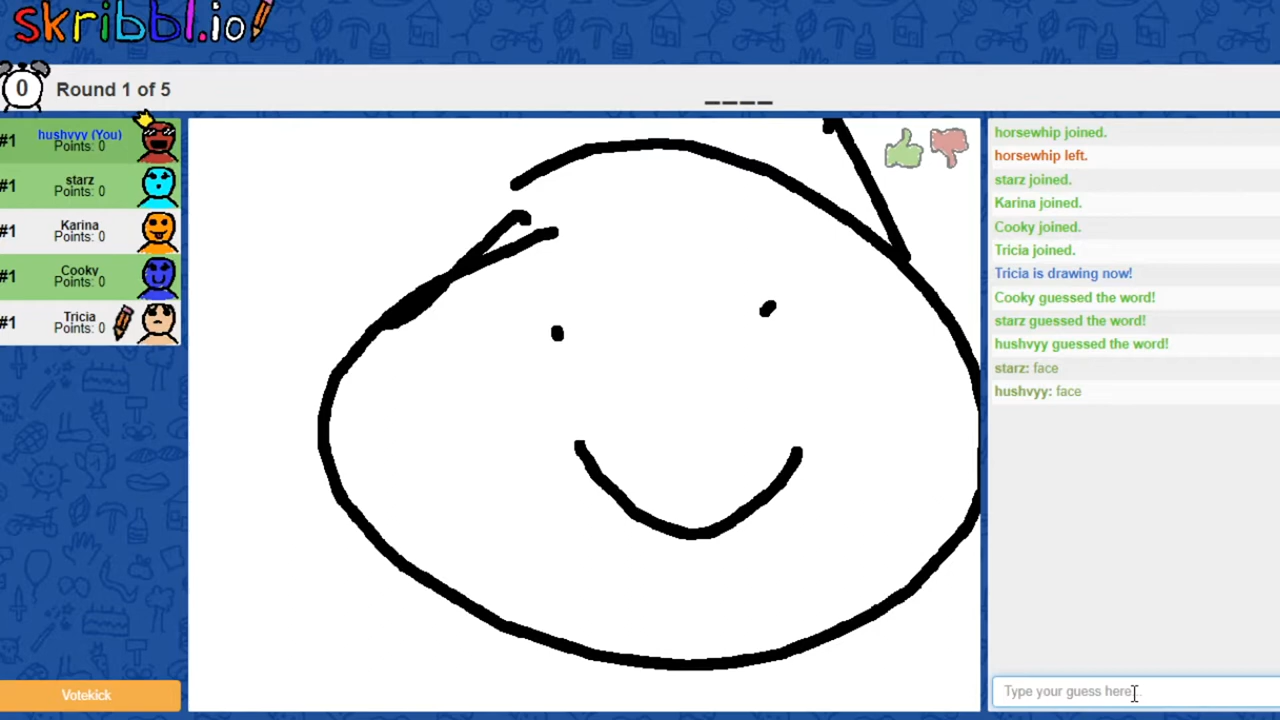 skribbl.io
0
Round 1 of 5
____
#1
hushvyy (You)
Points: 0
#1
starz
Points: 0
#1
Karina
Points: 0
#1
Cooky
Points: 0
#1
Tricia
Points: 0
Votekick
horsewhip joined.
horsewhip left.
starz joined.
Karina joined.
Cooky joined.
Tricia joined.
Tricia is drawing now!
Cooky guessed the word!
starz guessed the word!
hushvyy guessed the word!
starz: face
hushvyy: face
Type your guess here